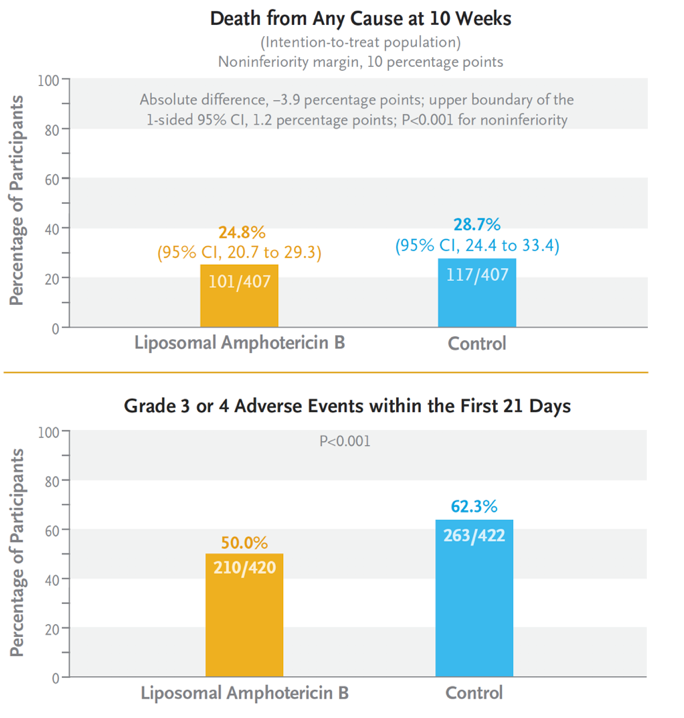 Death from Any Cause at 10 Weeks
(Intention-to-treat population)
Noninferiority margin, 10 percentage points
Percentage of Participants
100
80
60
40
20
0
Absolute difference, –3.9 percentage points; upper boundary of the
1-sided 95% CI, 1.2 percentage points; P<0.001 for noninferiority
24.8%
(95% CI, 20.7 to 29.3)
101/407
28.7%
(95% CI, 24.4 to 33.4)
117/407
Liposomal Amphotericin B
Control
Grade 3 or 4 Adverse Events within the First 21 Days
Percentage of Participants
100
80
60
40
20
0
P<0.001
50.0%
210/420
62.3%
263/422
Liposomal Amphotericin B
Control